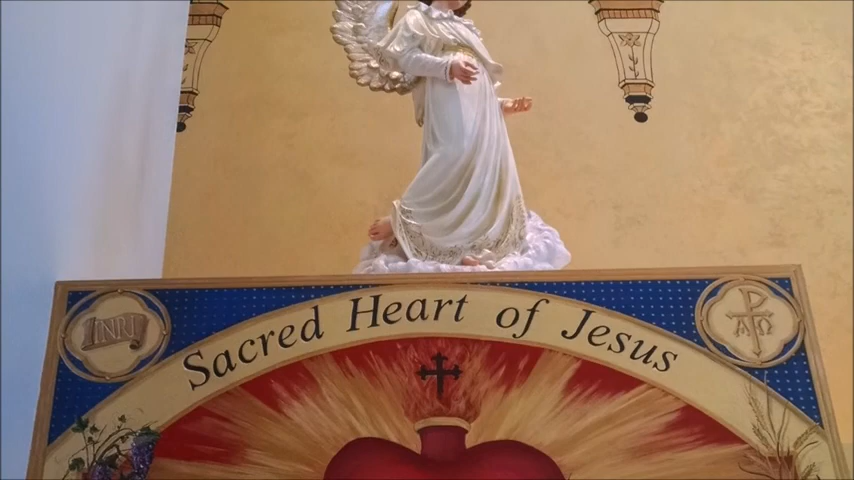 INRI
Sacred Heart of Jesus
Α Ω